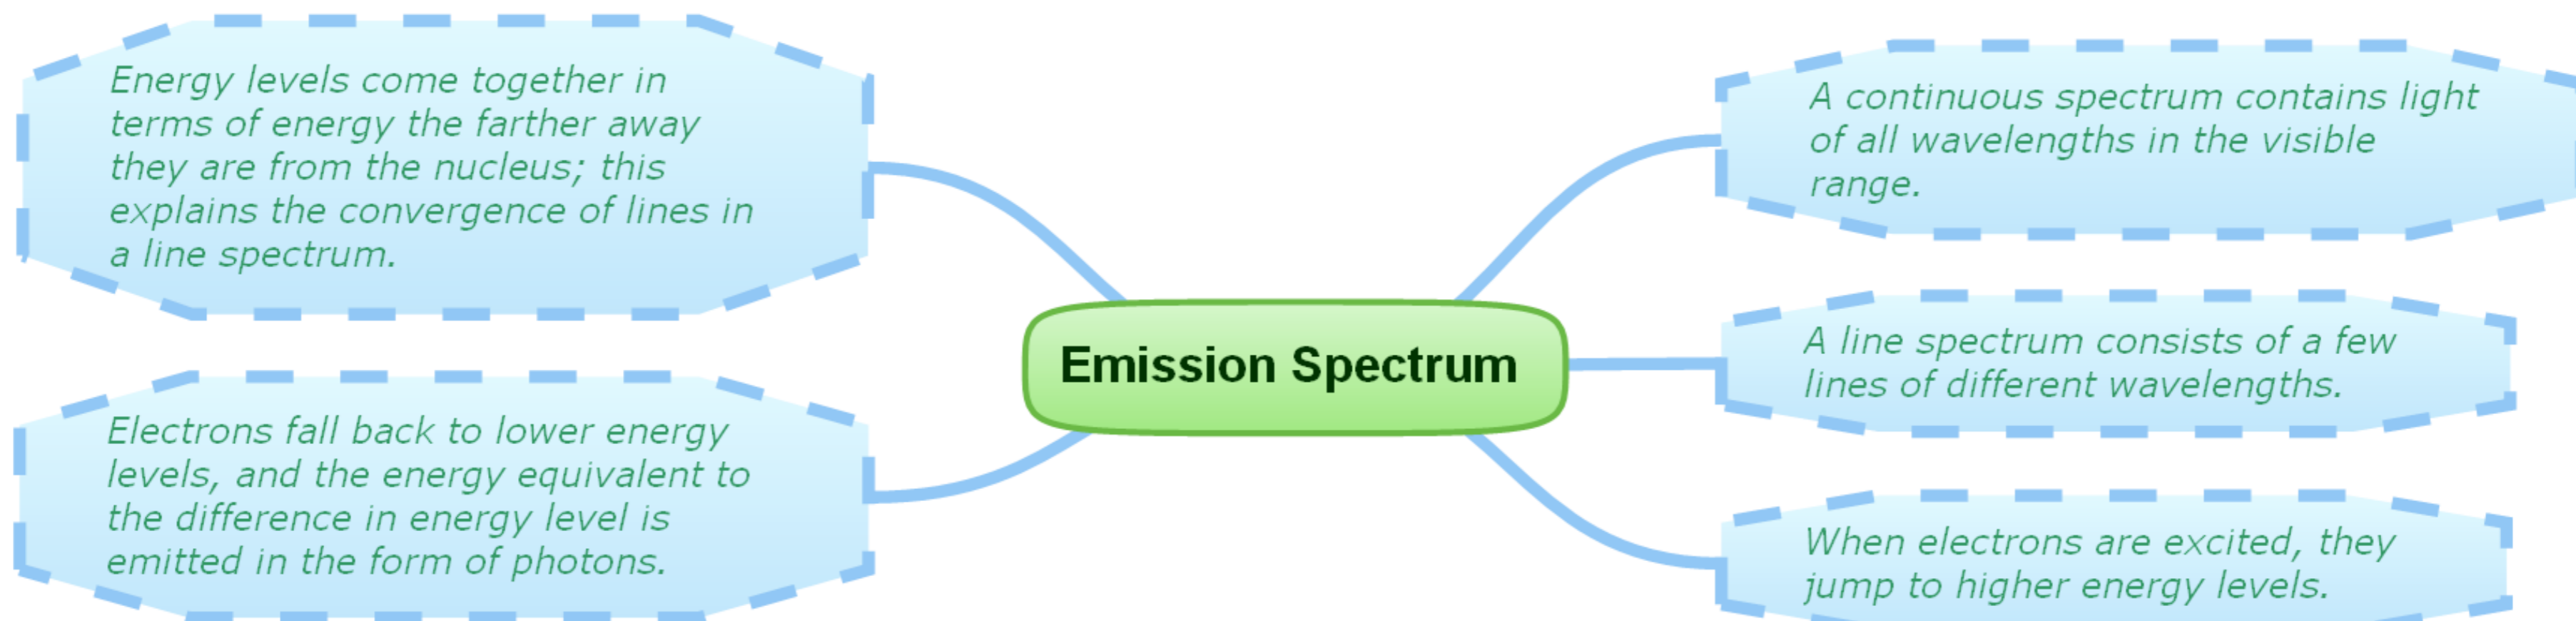 Energy levels come together in
terms of energy the farther away
they are from the nucleus; this
explains the convergence of lines in
a line spectrum.
Electrons fall back to lower energy
levels, and the energy equivalent to
the difference in energy level is
emitted in the form of photons.
Emission Spectrum
A continuous spectrum contains light
of all wavelengths in the visible
range.
A line spectrum consists of a few
lines of different wavelengths.
When electrons are excited, they
jump to higher energy levels.